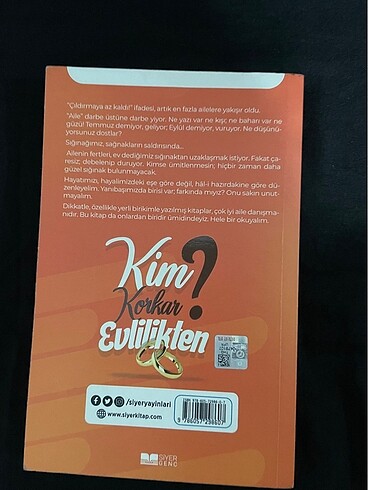 "Çıldırmaya az kaldı!" ifadesi, artık en fazla ailelere yakışır oldu.
"Aile" darbe üstüne darbe yiyor: Ne yazı var ne kışı; ne baharı var ne
güzü! Temmuz demiyor, geliyor; Eylül demiyor, vuruyor. Ne düşünü-
yorsunuz dostlar?
Sığınağımız, sağnakların saldırısında...
Ailenin fertleri, ev dediğimiz sığınaktan uzaklaşmak istiyor. Fakat ça-
resiz; debelenip duruyor. Kimse ümitlenmesin, hiçbir zaman daha
güzel sığınak bulunmayacak.
Hayatımızı, hayalimizdeki eşe göre değil, hâl-i hazırdakine göre dü-
zenleyelim. Yanıbaşımızda birisi var; farkında mıyız? Onu sakın unut-
mayalım.
Dikkatle, özellikle yerli birikimle yazılmış kitaplar, çok iyi aile danışma-
nıdır. Bu kitap da onlardan biridir ümidindeyiz. Hele bir okuyalım.
Kim
Korkar ?
Evlilikten
/siyeryayinlari
www.siyerkitap.com
9 786057 298607
SİYER
GENÇ